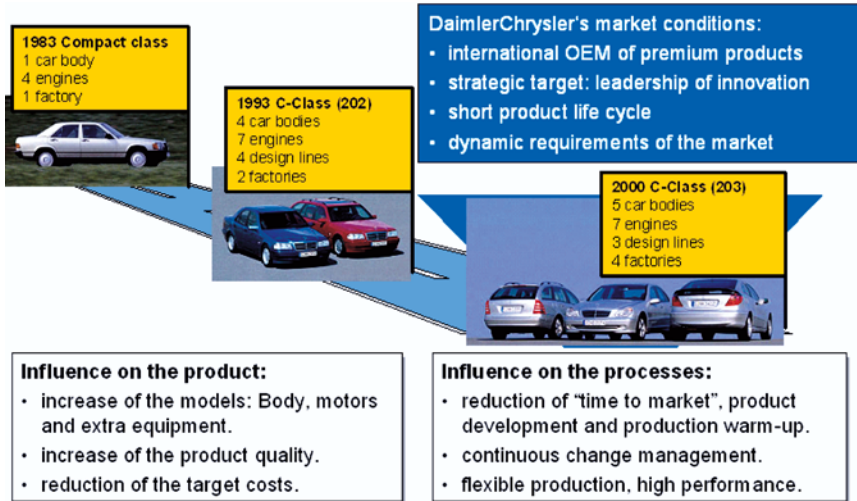 1983 Compact class
1 car body
4 engines
1 factory
1993 C-Class (202)
4 car bodies
7 engines
4 design lines
2 factories
DaimlerChrysler's market conditions:
• international OEM of premium products
• strategic target: leadership of innovation
• short product life cycle
• dynamic requirements of the market
2000 C-Class (203)
5 car bodies
7 engines
3 design lines
4 factories
Influence on the product:
• increase of the models: Body, motors
and extra equipment.
• increase of the product quality.
• reduction of the target costs.
Influence on the processes:
• reduction of "time to market", product
development and production warm-up.
• continuous change management.
• flexible production, high performance.